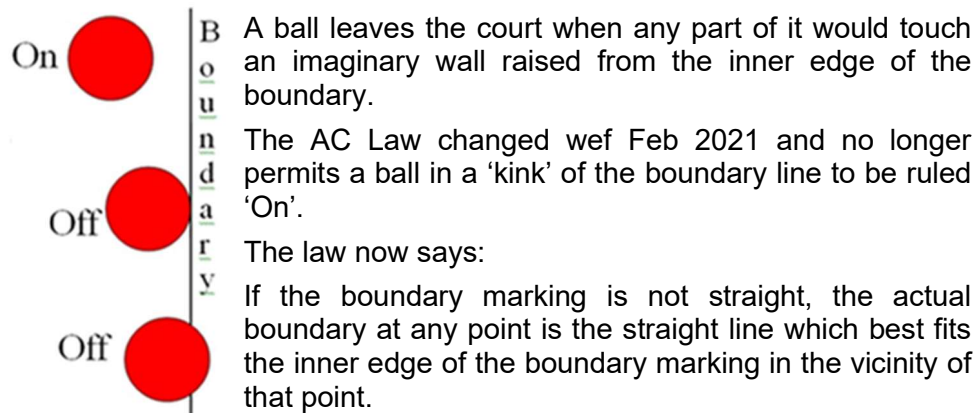 On
Off
Off
Boundary
A ball leaves the court when any part of it would touch
an imaginary wall raised from the inner edge of the
boundary.
The AC Law changed wef Feb 2021 and no longer
permits a ball in a ‘kink’ of the boundary line to be ruled
‘On’.
The law now says:
If the boundary marking is not straight, the actual
boundary at any point is the straight line which best fits
the inner edge of the boundary marking in the vicinity of
that point.